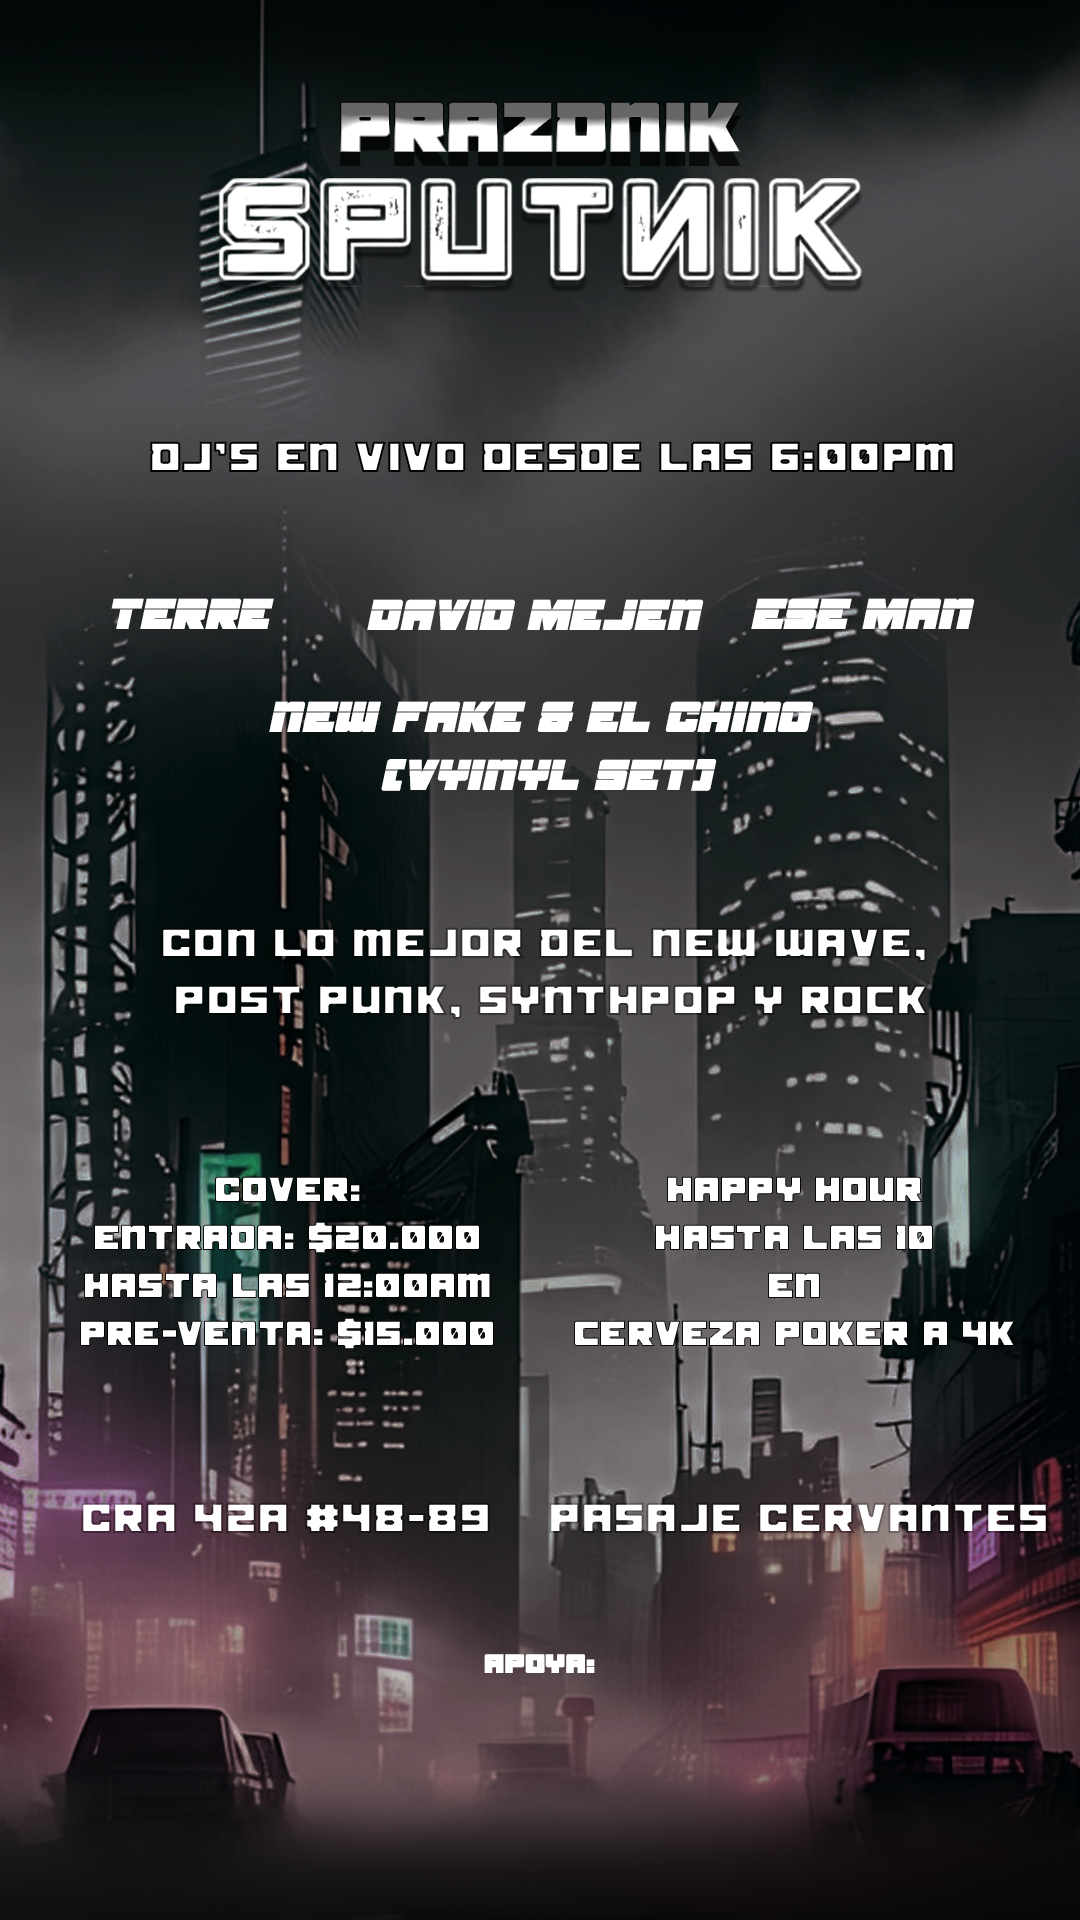 PRAZDNIK
SPUTNIK
DJ'S EN VIVO DESDE LAS 6:00PM
TERRE DAVID MEJEN ESE MAN
NEW FAKE & EL CHINO
(VYINYL SET)
CON LO MEJOR DEL NEW WAVE,
POST PUNK, SYNTHPOP Y ROCK
COVER:
ENTRADA: $20.000
HASTA LAS 12:00AM
PRE-VENTA: $15.000
HAPPY HOUR
HASTA LAS 10
EN
CERVEZA POKER A 4K
CRA 42A #48-89
PASAJE CERVANTES
APOYA: